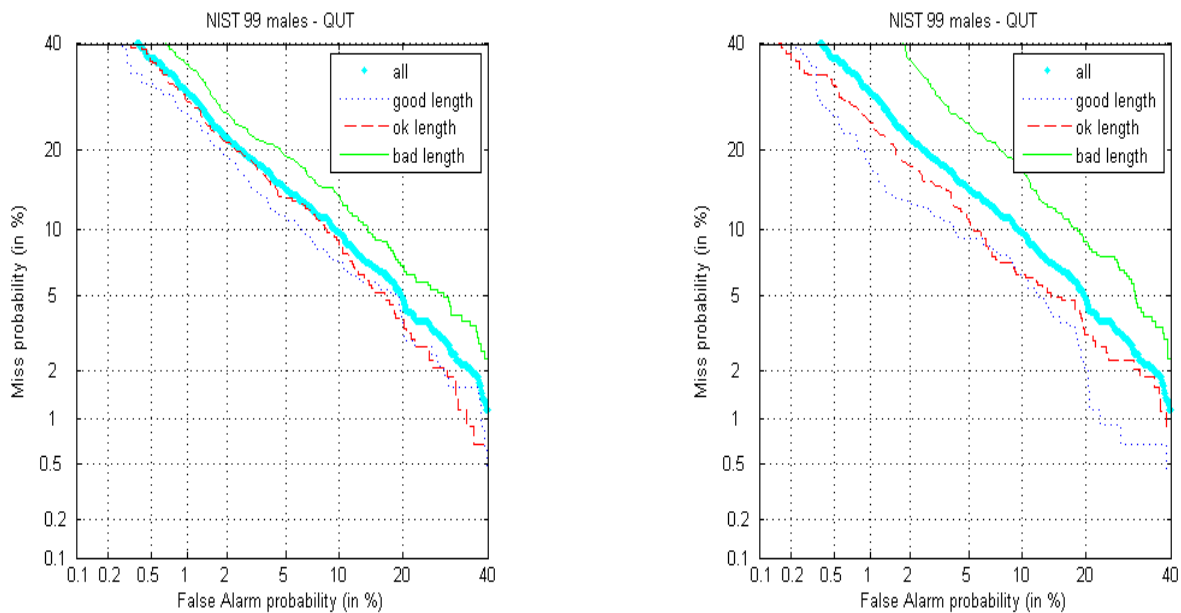 NIST 99 males - QUT
40
20
10
5
2
1
0.5
0.2
0.1
Miss probability (in %)
all
good length
ok length
bad length
0.1 0.2 0.5 1 2 5 10 20 40
False Alarm probability (in %)
NIST 99 males - QUT
40
20
10
5
2
1
0.5
0.2
0.1
Miss probability (in %)
all
good length
ok length
bad length
0.1 0.2 0.5 1 2 5 10 20 40
False Alarm probability (in %)